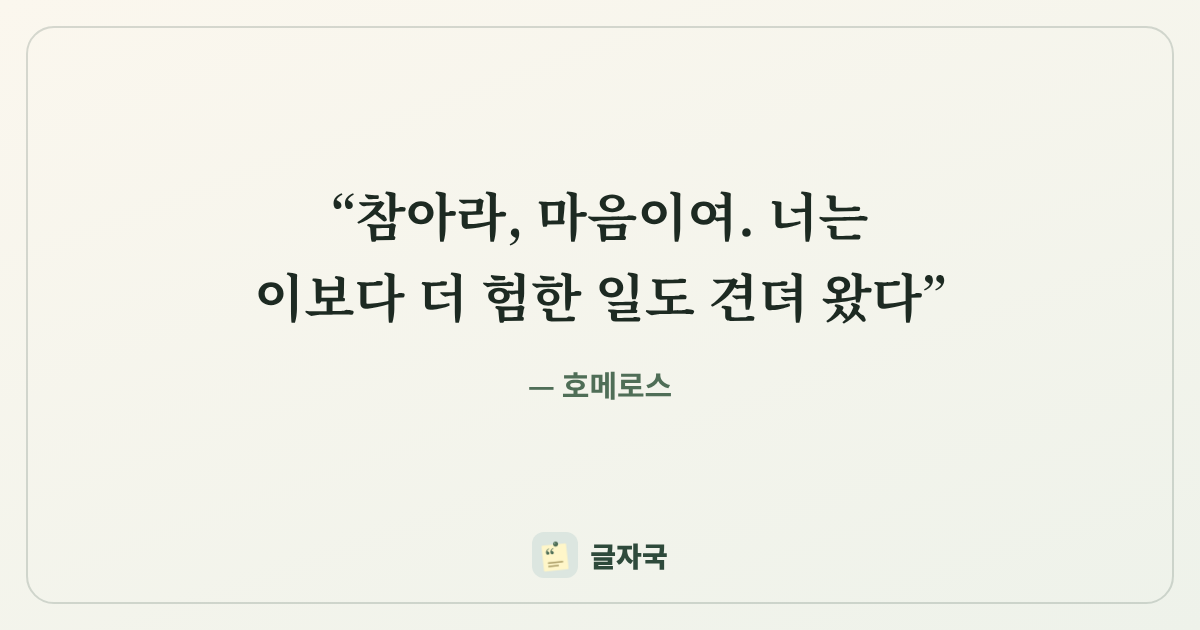 “참아라, 마음이여. 너는
이보다 더 험한 일도 견뎌 왔다”
— 호메로스
글자국